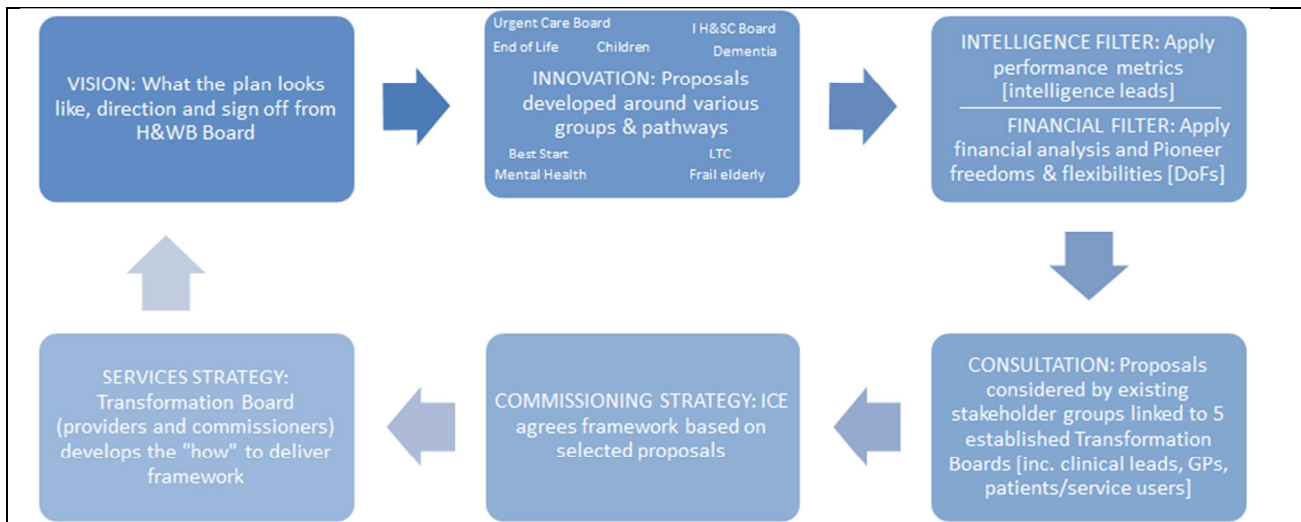 VISION: What the plan looks
like, direction and sign off from
H&WB Board
Urgent Care Board
I H&SC Board
End of Life
Children
Dementia
INNOVATION: Proposals
developed around various
groups & pathways
Best Start
LTC
Mental Health
Frail elderly
INTELLIGENCE FILTER: Apply
performance metrics
[intelligence leads]
FINANCIAL FILTER: Apply
financial analysis and Pioneer
freedoms & flexibilities [DoFs]
CONSULTATION: Proposals
considered by existing
stakeholder groups linked to 5
established Transformation
Boards [inc. clinical leads, GPs,
patients/service users]
COMMISSIONING STRATEGY: ICE
agrees framework based on
selected proposals
SERVICES STRATEGY:
Transformation Board
(providers and commissioners)
develops the "how" to deliver
framework